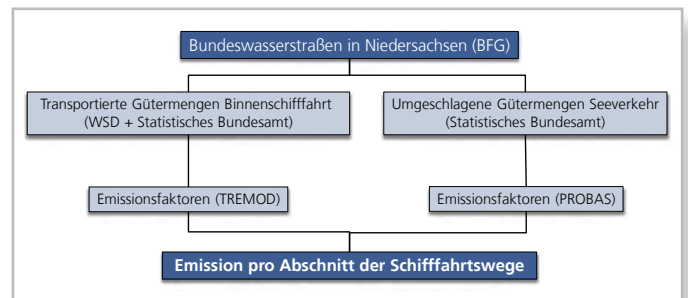 Bundeswasserstraßen in Niedersachsen (BFG)
Transportierte Gütermengen Binnenschifffahrt
(WSD + Statistisches Bundesamt)
Umgeschlagene Gütermengen Seeverkehr
(Statistisches Bundesamt)
Emissionsfaktoren (TREMOD)
Emissionsfaktoren (PROBAS)
Emission pro Abschnitt der Schifffahrtswege